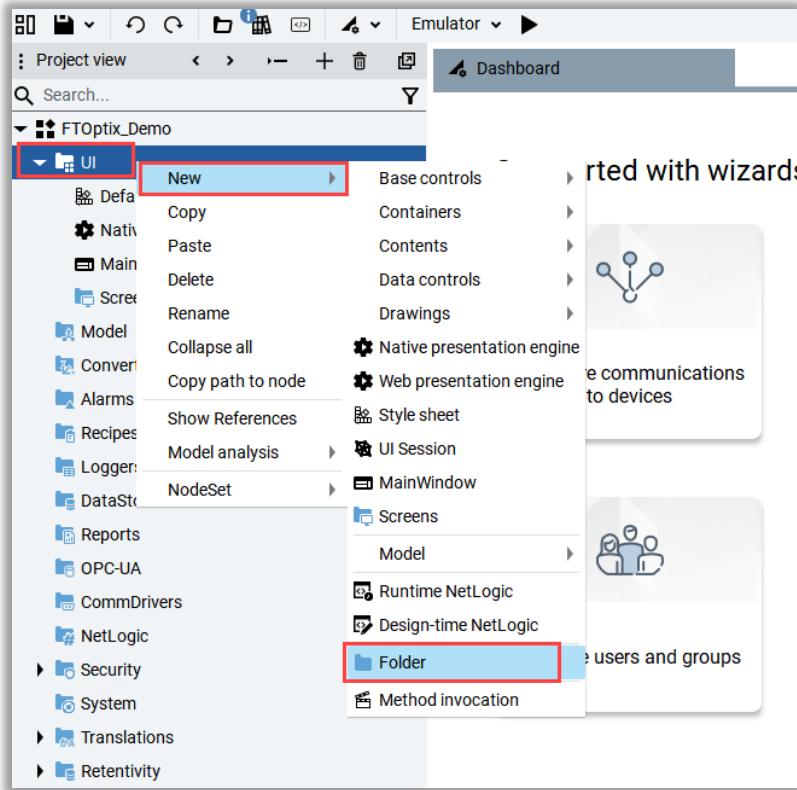 Emulator
Project view
Dashboard
Search...
FTOptix_Demo
UI
Defa
Nativ
Main
Scree
Model
Convert
Alarms
Recipes
Loggers
DataSto
Reports
OPC-UA
CommDrivers
NetLogic
Security
System
Translations
Retentivity
New
Copy
Paste
Delete
Rename
Collapse all
Copy path to node
Show References
Model analysis
NodeSet
Base controls
Containers
Contents
Data controls
Drawings
Native presentation engine
Web presentation engine
Style sheet
UI Session
MainWindow
Screens
Model
Runtime NetLogic
Design-time NetLogic
Folder
Method invocation
rted with wizards
e communications
to devices
users and groups